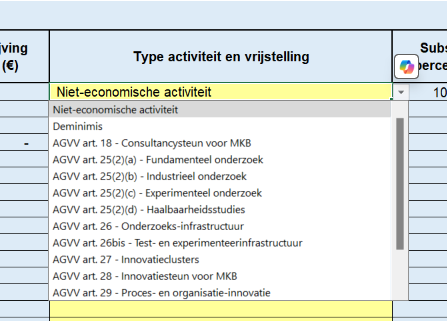 jving
(€)
Type activiteit en vrijstelling
Subs
perce
Niet-economische activiteit
10
Niet-economische activiteit
Deminimis
-
AGVV art. 18 - Consultancysteun voor MKB
AGVV art. 25(2)(a) - Fundamenteel onderzoek
AGVV art. 25(2)(b) - Industrieel onderzoek
AGVV art. 25(2)(c) - Experimenteel onderzoek
AGVV art. 25(2)(d) - Haalbaarheidsstudies
AGVV art. 26 - Onderzoeks-infrastructuur
AGVV art. 26bis - Test- en experimenteerinfrastructuur
AGVV art. 27 - Innovatieclusters
AGVV art. 28 - Innovatiesteun voor MKB
AGVV art. 29 - Proces- en organisatie-innovatie